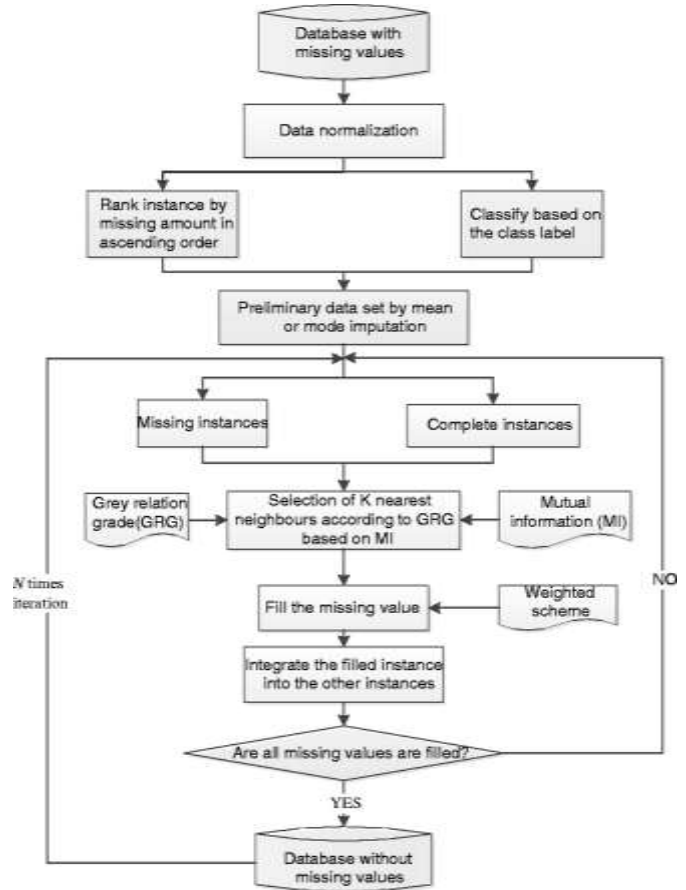 Database with
missing values
Data normalization
Rank instance by
missing amount in
ascending order
Classify based on
the class label
Preliminary data set by mean
or mode imputation
Missing instances
Complete instances
Grey relation
grade(GRG)
Selection of K nearest
neighbours according to GRG
based on MI
Mutual
information (MI)
N times
iteration
NO
Fill the missing value
Weighted
scheme
Integrate the filled instance
into the other instances
Are all missing values are filled?
YES
Database without
missing values